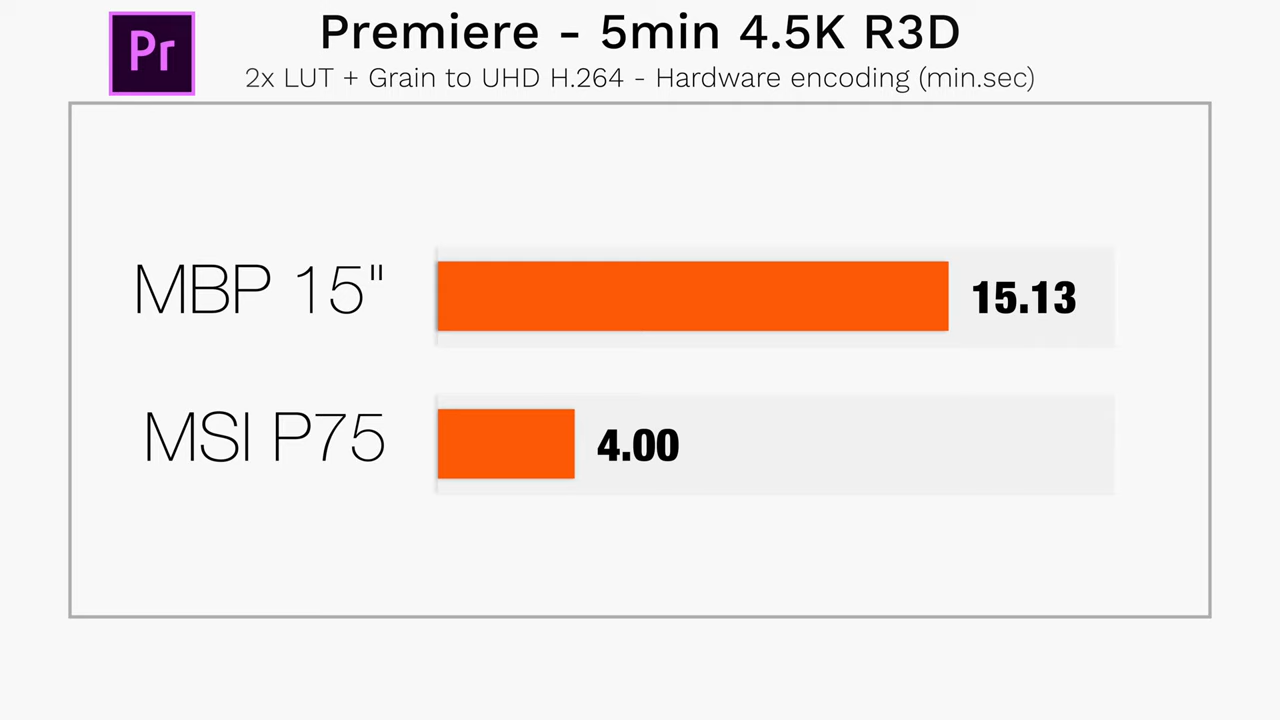 Pr
Premiere - 5min 4.5K R3D
2x LUT + Grain to UHD H.264 - Hardware encoding (min.sec)
MBP 15" 15.13
MSI P75 4.00